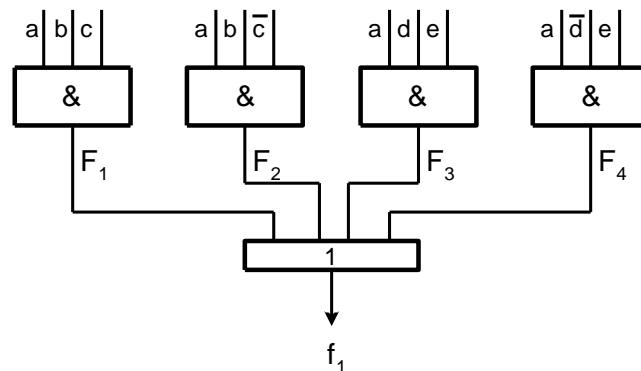 a b c a b c̅ a d e a d̅ e
& & & &
F₁ F₂ F₃ F₄
1
f₁